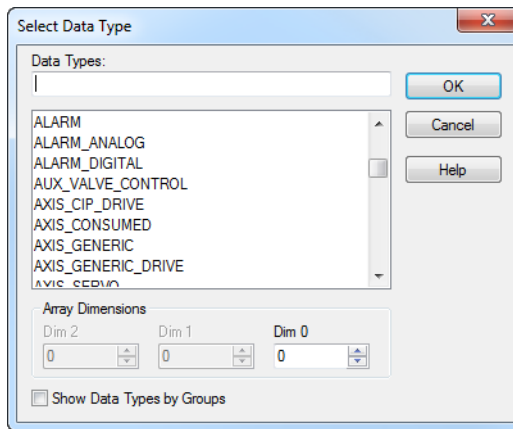 Select Data Type
Data Types:
OK
ALARM
ALARM_ANALOG
ALARM_DIGITAL
AUX_VALVE_CONTROL
AXIS_CIP_DRIVE
AXIS_CONSUMED
AXIS_GENERIC
AXIS_GENERIC_DRIVE
AXIS_SERVO
Cancel
Help
Array Dimensions
Dim 2 Dim 1 Dim 0
0 0 0
Show Data Types by Groups